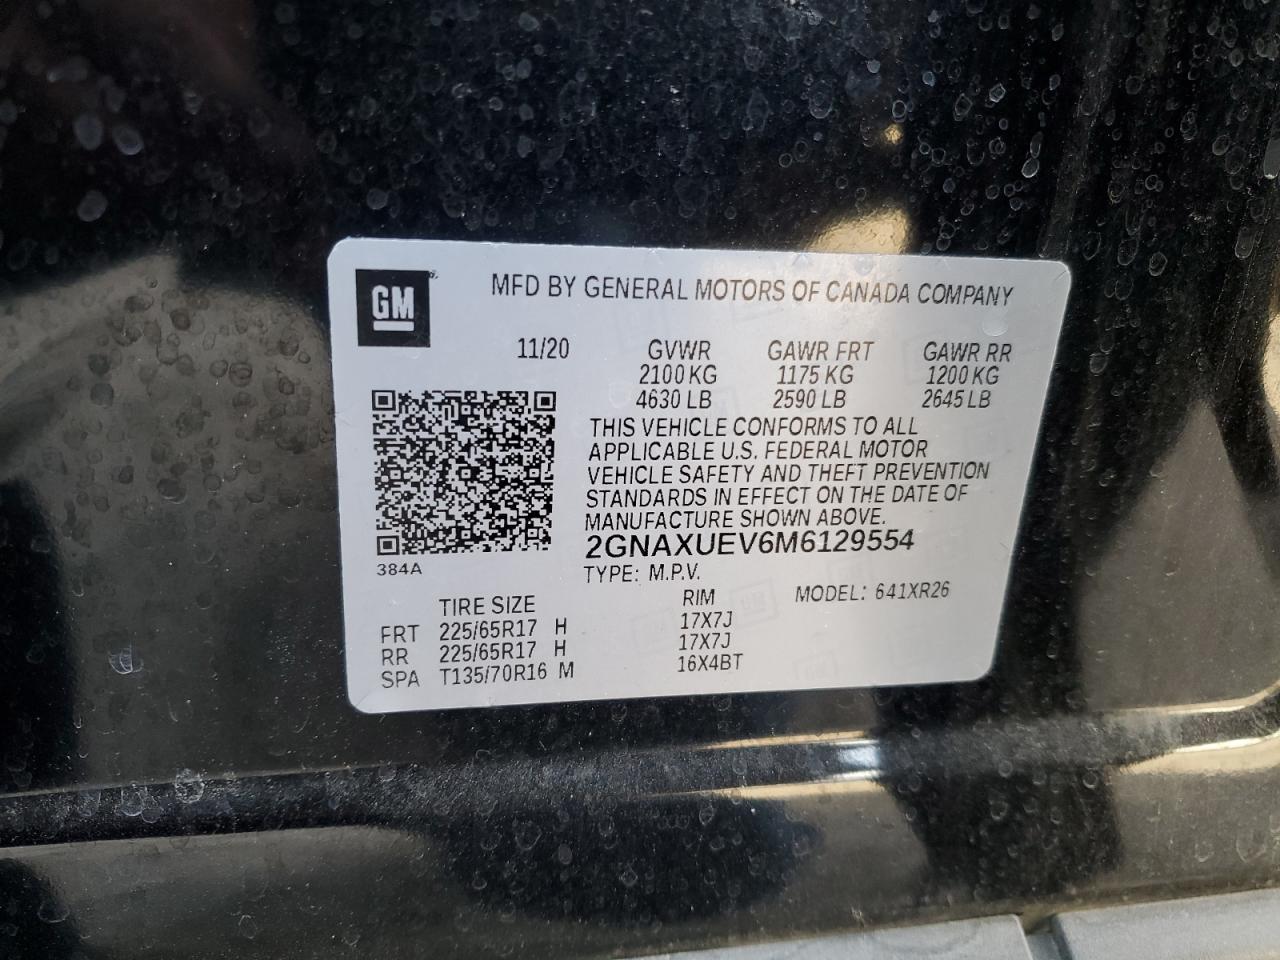 GM
MFD BY GENERAL MOTORS OF CANADA COMPANY
11/20 GVWR GAWR FRT GAWR RR
2100 KG 1175 KG 1200 KG
4630 LB 2590 LB 2645 LB
THIS VEHICLE CONFORMS TO ALL
APPLICABLE U.S. FEDERAL MOTOR
VEHICLE SAFETY AND THEFT PREVENTION
STANDARDS IN EFFECT ON THE DATE OF
MANUFACTURE SHOWN ABOVE.
2GNAXUEV6M6129554
384A
TYPE: M.P.V.
MODEL: 641XR26
TIRE SIZE RIM
FRT 225/65R17 H 17X7J
RR 225/65R17 H 17X7J
SPA T135/70R16 M 16X4BT